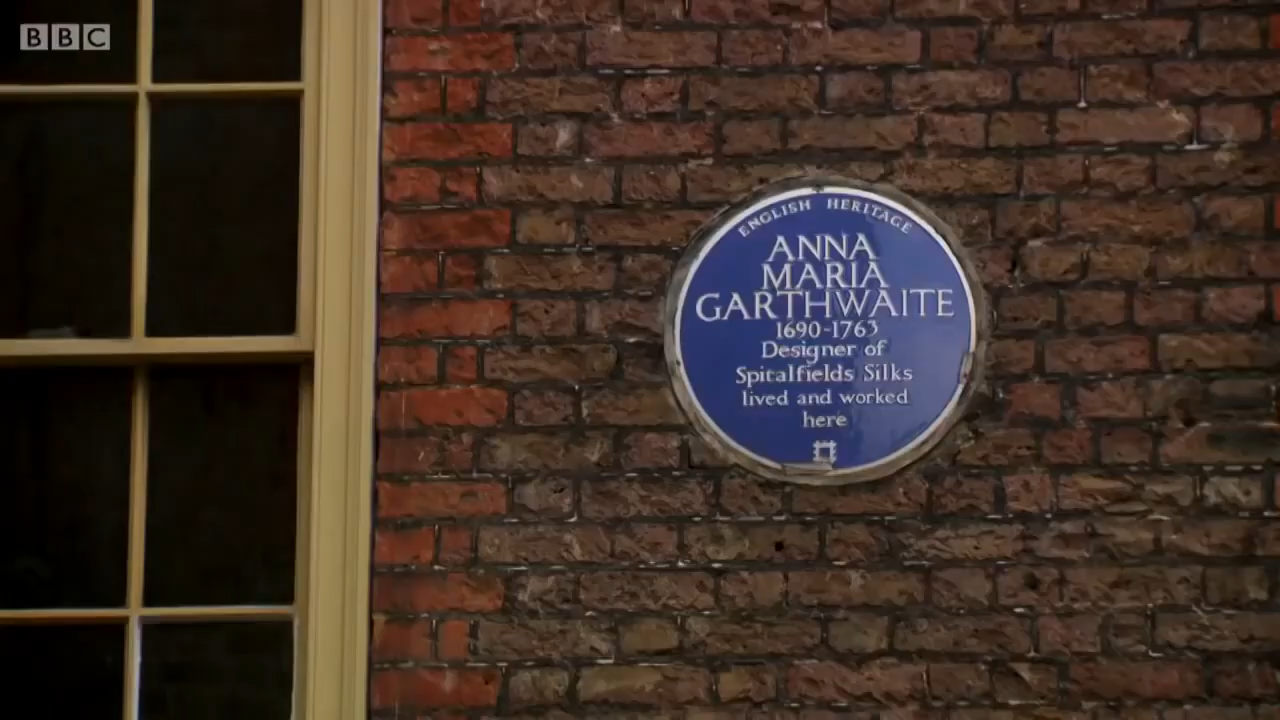 BBC
ENGLISH HERITAGE
ANNA
MARIA
GARTHWAITE
1690-1763
Designer of
Spitalfields Silks
lived and worked
here